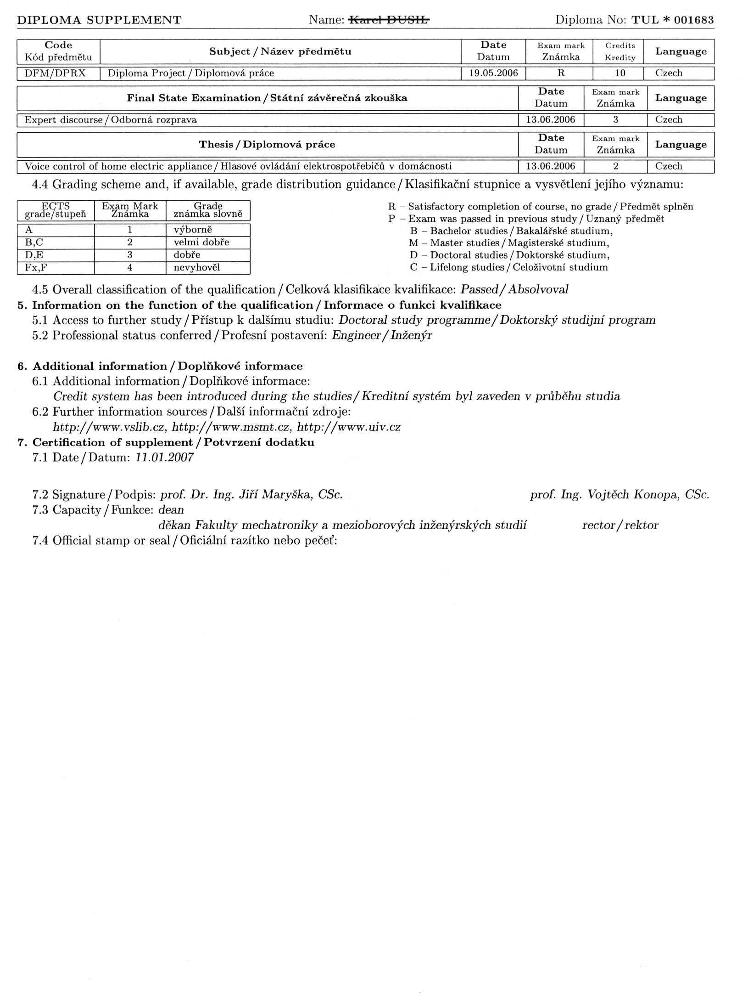 DIPLOMA SUPPLEMENT Name: Diploma No: TUL * 001683
Code Subject / Název předmětu Date Exam mark Credits Language
Kód předmětu Datum Známka Kredity
DFM/DPRX Diploma Project / Diplomová práce 19.05.2006 R 10 Czech
Final State Examination / Státní závěrečná zkouška Date Exam mark Language
Datum Známka
Expert discourse / Odborná rozprava 13.06.2006 3 Czech
Thesis / Diplomová práce Date Exam mark Language
Datum Známka
Voice control of home electric appliance / Hlasové ovládání elektrospotřebičů v domácnosti 13.06.2006 2 Czech
4.4 Grading scheme and, if available, grade distribution guidance / Klasifikační stupnice a vysvětlení jejího významu:
ECTS Exam Mark Grade
grade/stupeň Známka známka slovně
A 1 výborně
B,C 2 velmi dobře
D,E 3 dobře
Fx,F 4 nevyhověl
R – Satisfactory completion of course, no grade / Předmět splněn
P – Exam was passed in previous study / Uznaný předmět
B – Bachelor studies / Bakalářské studium,
M – Master studies / Magisterské studium,
D – Doctoral studies / Doktorské studium,
C – Lifelong studies / Celoživotní studium
4.5 Overall classification of the qualification / Celková klasifikace kvalifikace: Passed / Absolvoval
5. Information on the function of the qualification / Informace o funkci kvalifikace
5.1 Access to further study / Přístup k dalšímu studiu: Doctoral study programme / Doktorský studijní program
5.2 Professional status conferred / Profesní postavení: Engineer / Inženýr
6. Additional information / Doplňkové informace
6.1 Additional information / Doplňkové informace:
Credit system has been introduced during the studies / Kreditní systém byl zaveden v průběhu studia
6.2 Further information sources / Další informační zdroje:
http://www.vslib.cz, http://www.msmt.cz, http://www.uiv.cz
7. Certification of supplement / Potvrzení dodatku
7.1 Date / Datum: 11.01.2007
7.2 Signature / Podpis: prof. Dr. Ing. Jiří Maryška, CSc. prof. Ing. Vojtěch Konopa, CSc.
7.3 Capacity / Funkce: dean
děkan Fakulty mechatroniky a mezioborových inženýrských studií rector / rektor
7.4 Official stamp or seal / Oficiální razítko nebo pečeť: